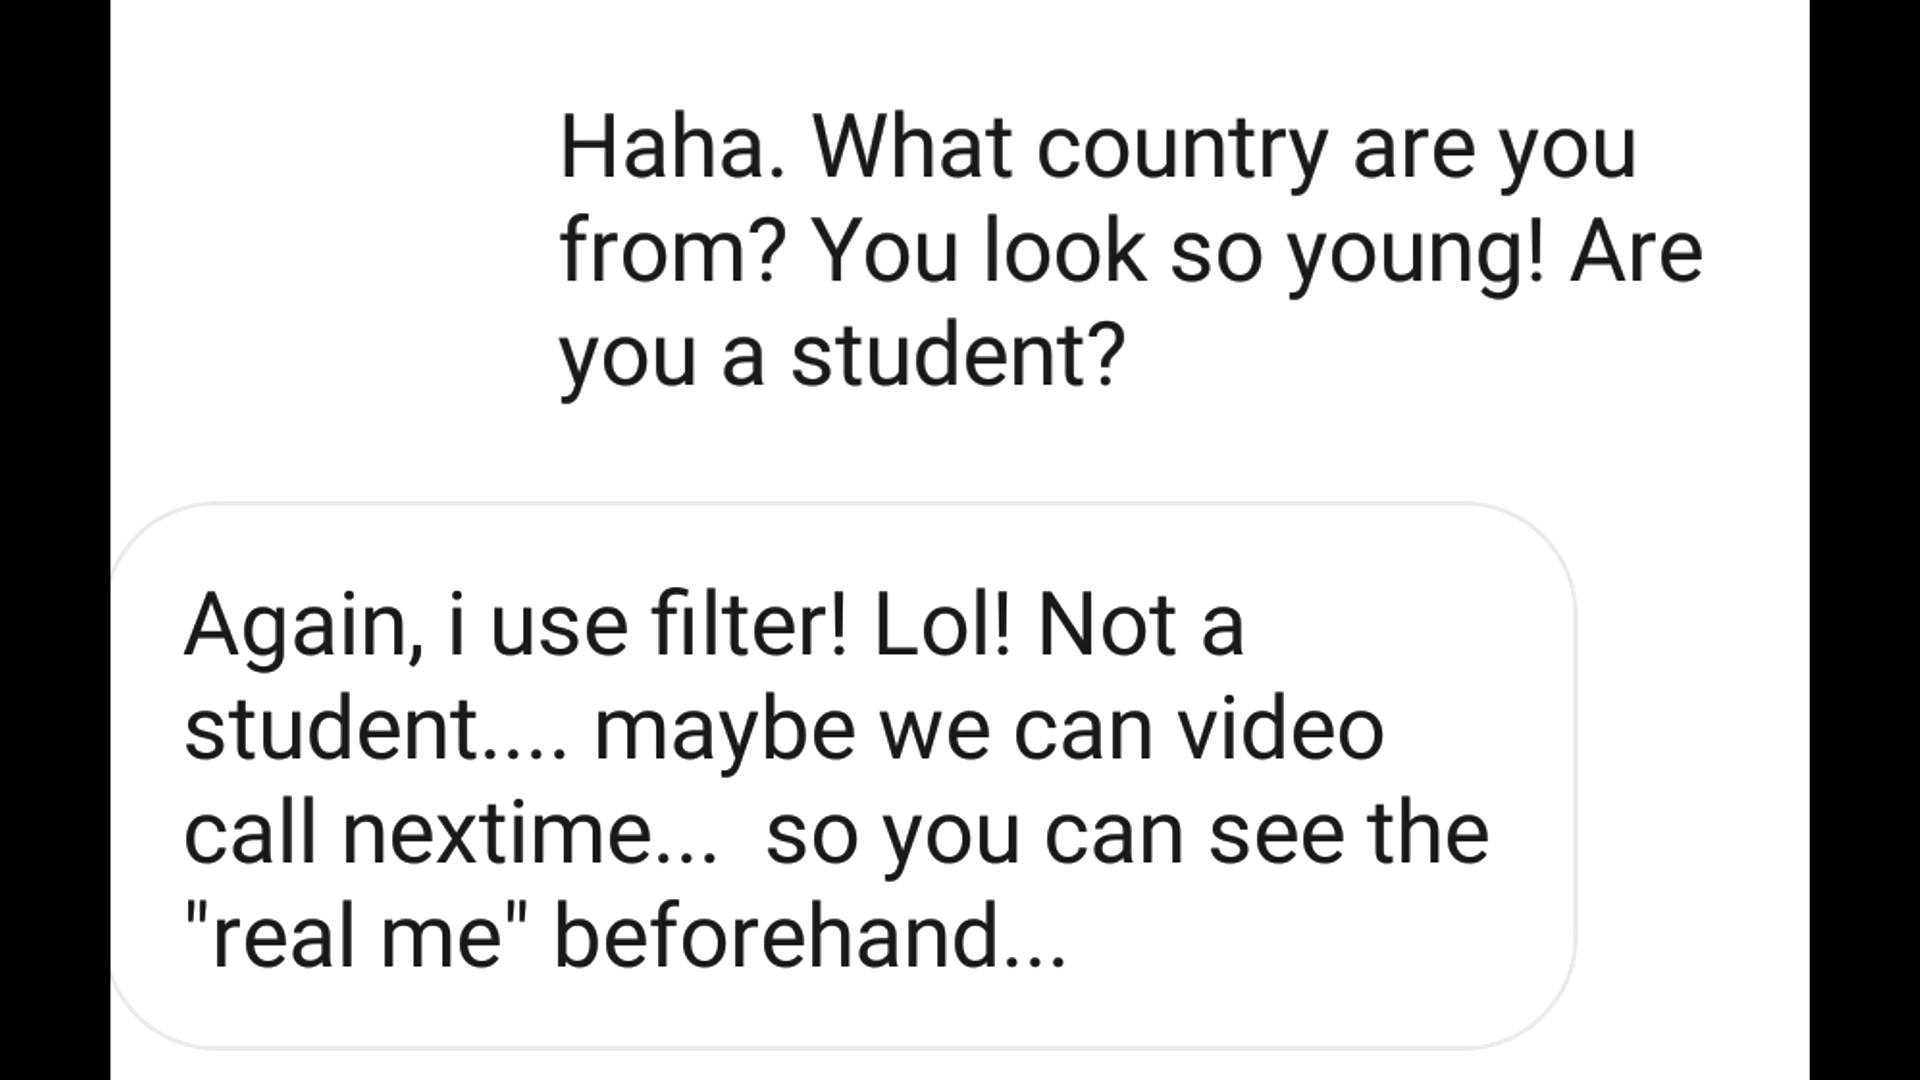 Haha. What country are you
from? You look so young! Are
you a student?
Again, i use filter! Lol! Not a
student.... maybe we can video
call nextime...  so you can see the
"real me" beforehand...